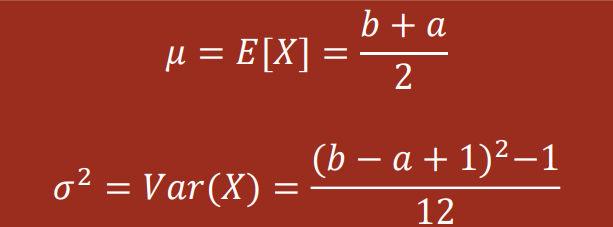 μ = E[X] = (b + a)/2
σ² = Var(X) = ((b − a + 1)²−1)/12